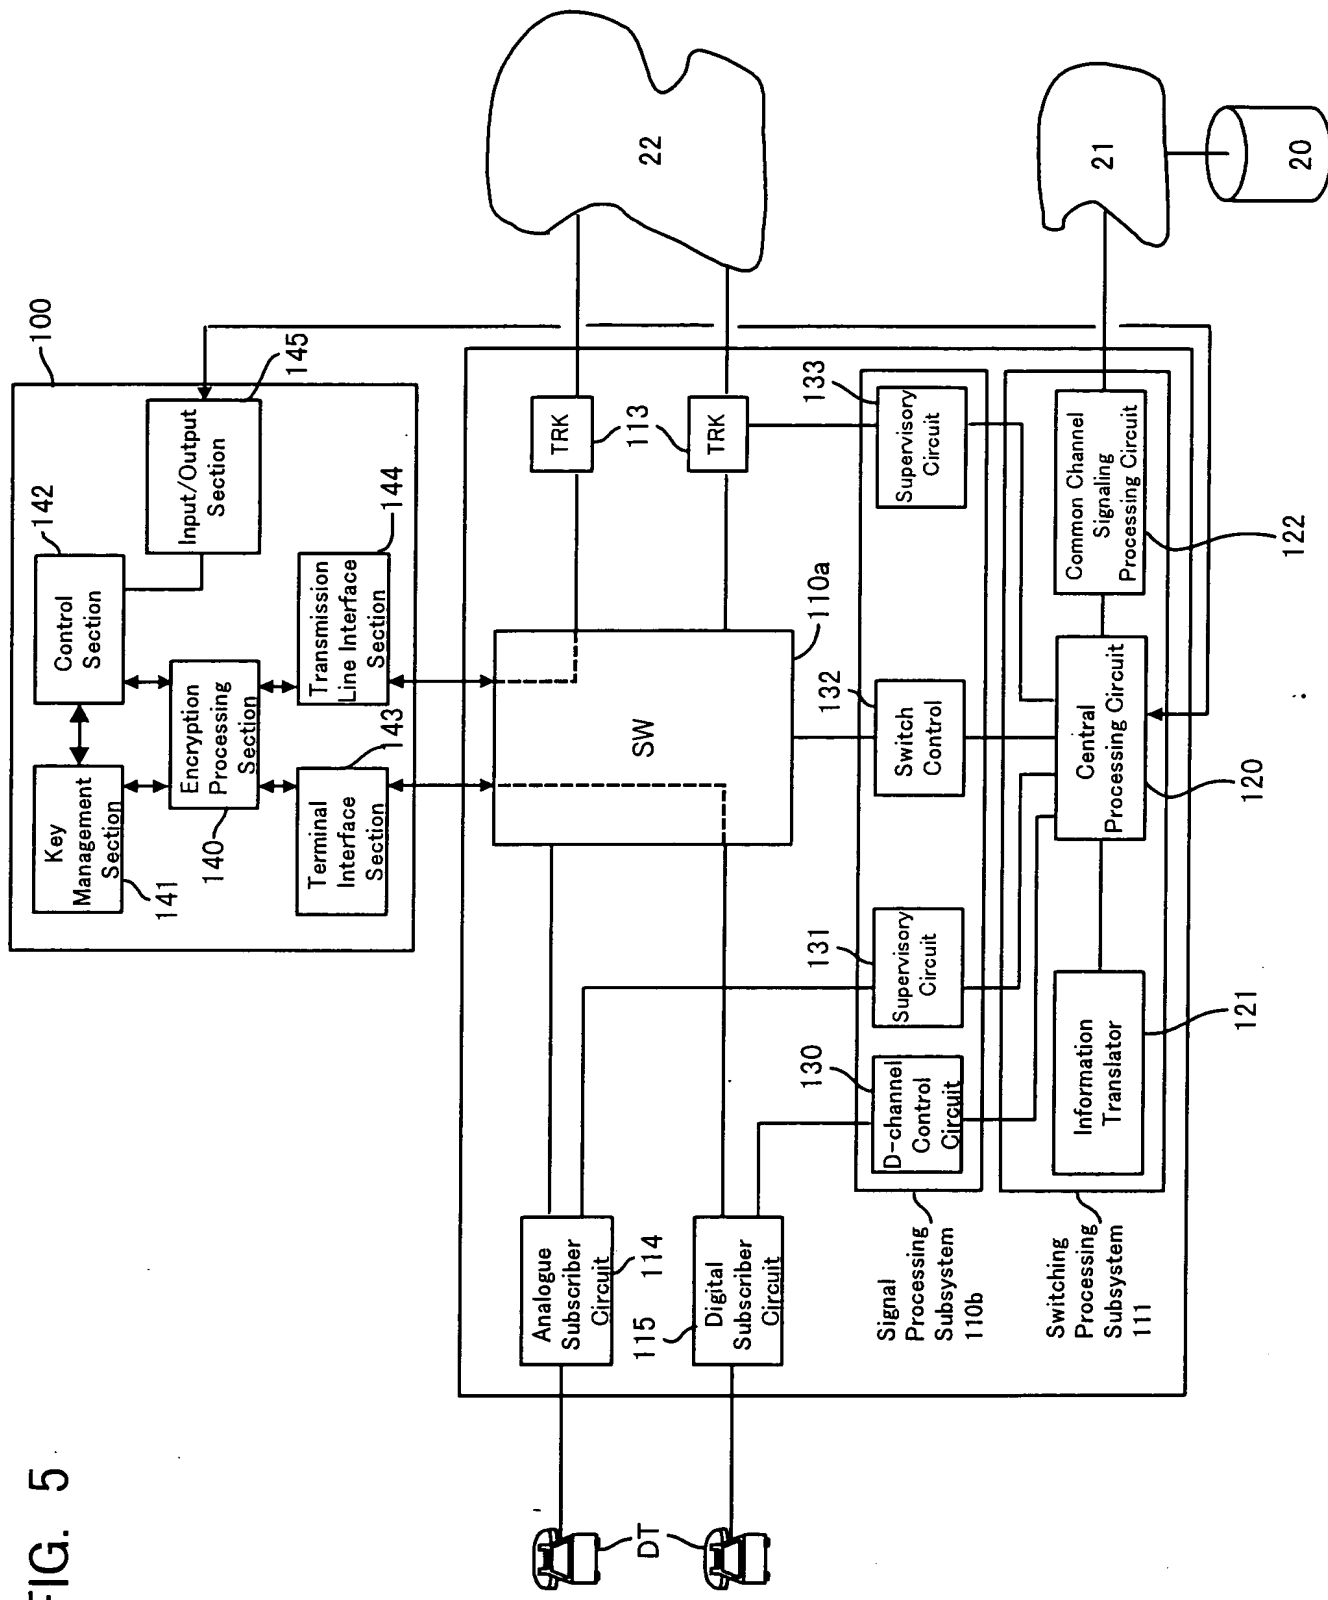 FIG. 5
100
Key
Management
Section
141
Control
Section
142
Encryption
Processing
Section
140
Input/Output
Section
145
Terminal
Interface
Section
143
Transmission
Line Interface
Section
144
TRK
113
TRK
22
SW
110a
Analogue
Subscriber
Circuit
114
Digital
Subscriber
Circuit
115
DT
D-channel
Control
Circuit
130
Supervisory
Circuit
131
Switch
Control
132
Supervisory
Circuit
133
Signal
Processing
Subsystem
110b
Information
Translator
121
Central
Processing Circuit
120
Common Channel
Signaling
Processing Circuit
122
Switching
Processing
Subsystem
111
21
20